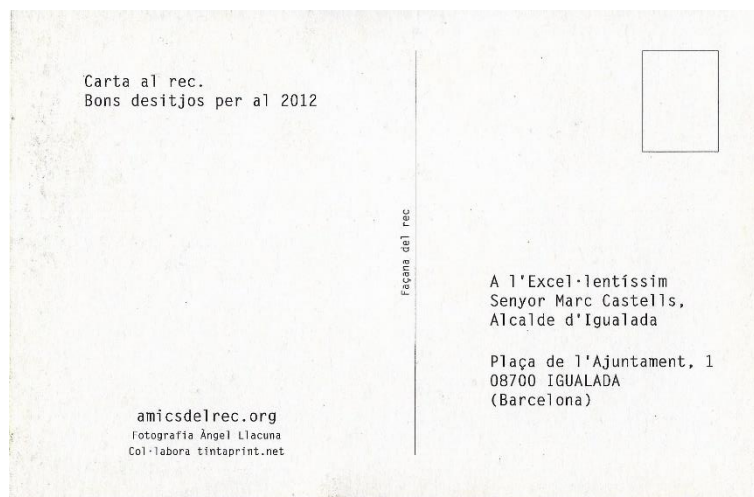 Carta al rec.
Bons desitjos per al 2012
amicsdelrec.org
Fotografia Àngel Llacuna
Col·labora tintaprint.net
Façana del rec
A l'Excel·lentíssim
Senyor Marc Castells,
Alcalde d'Igualada
Plaça de l'Ajuntament, 1
08700 IGUALADA
(Barcelona)